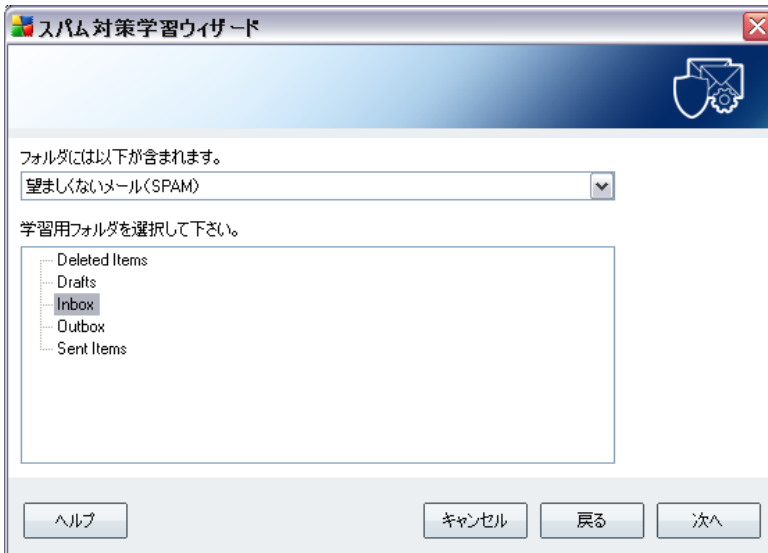 スパム対策学習ウィザード
フォルダには以下が含まれます。
望ましくないメール(SPAM)
学習用フォルダを選択して下さい。
Deleted Items
Drafts
Inbox
Outbox
Sent Items
ヘルプ
キャンセル
戻る
次へ